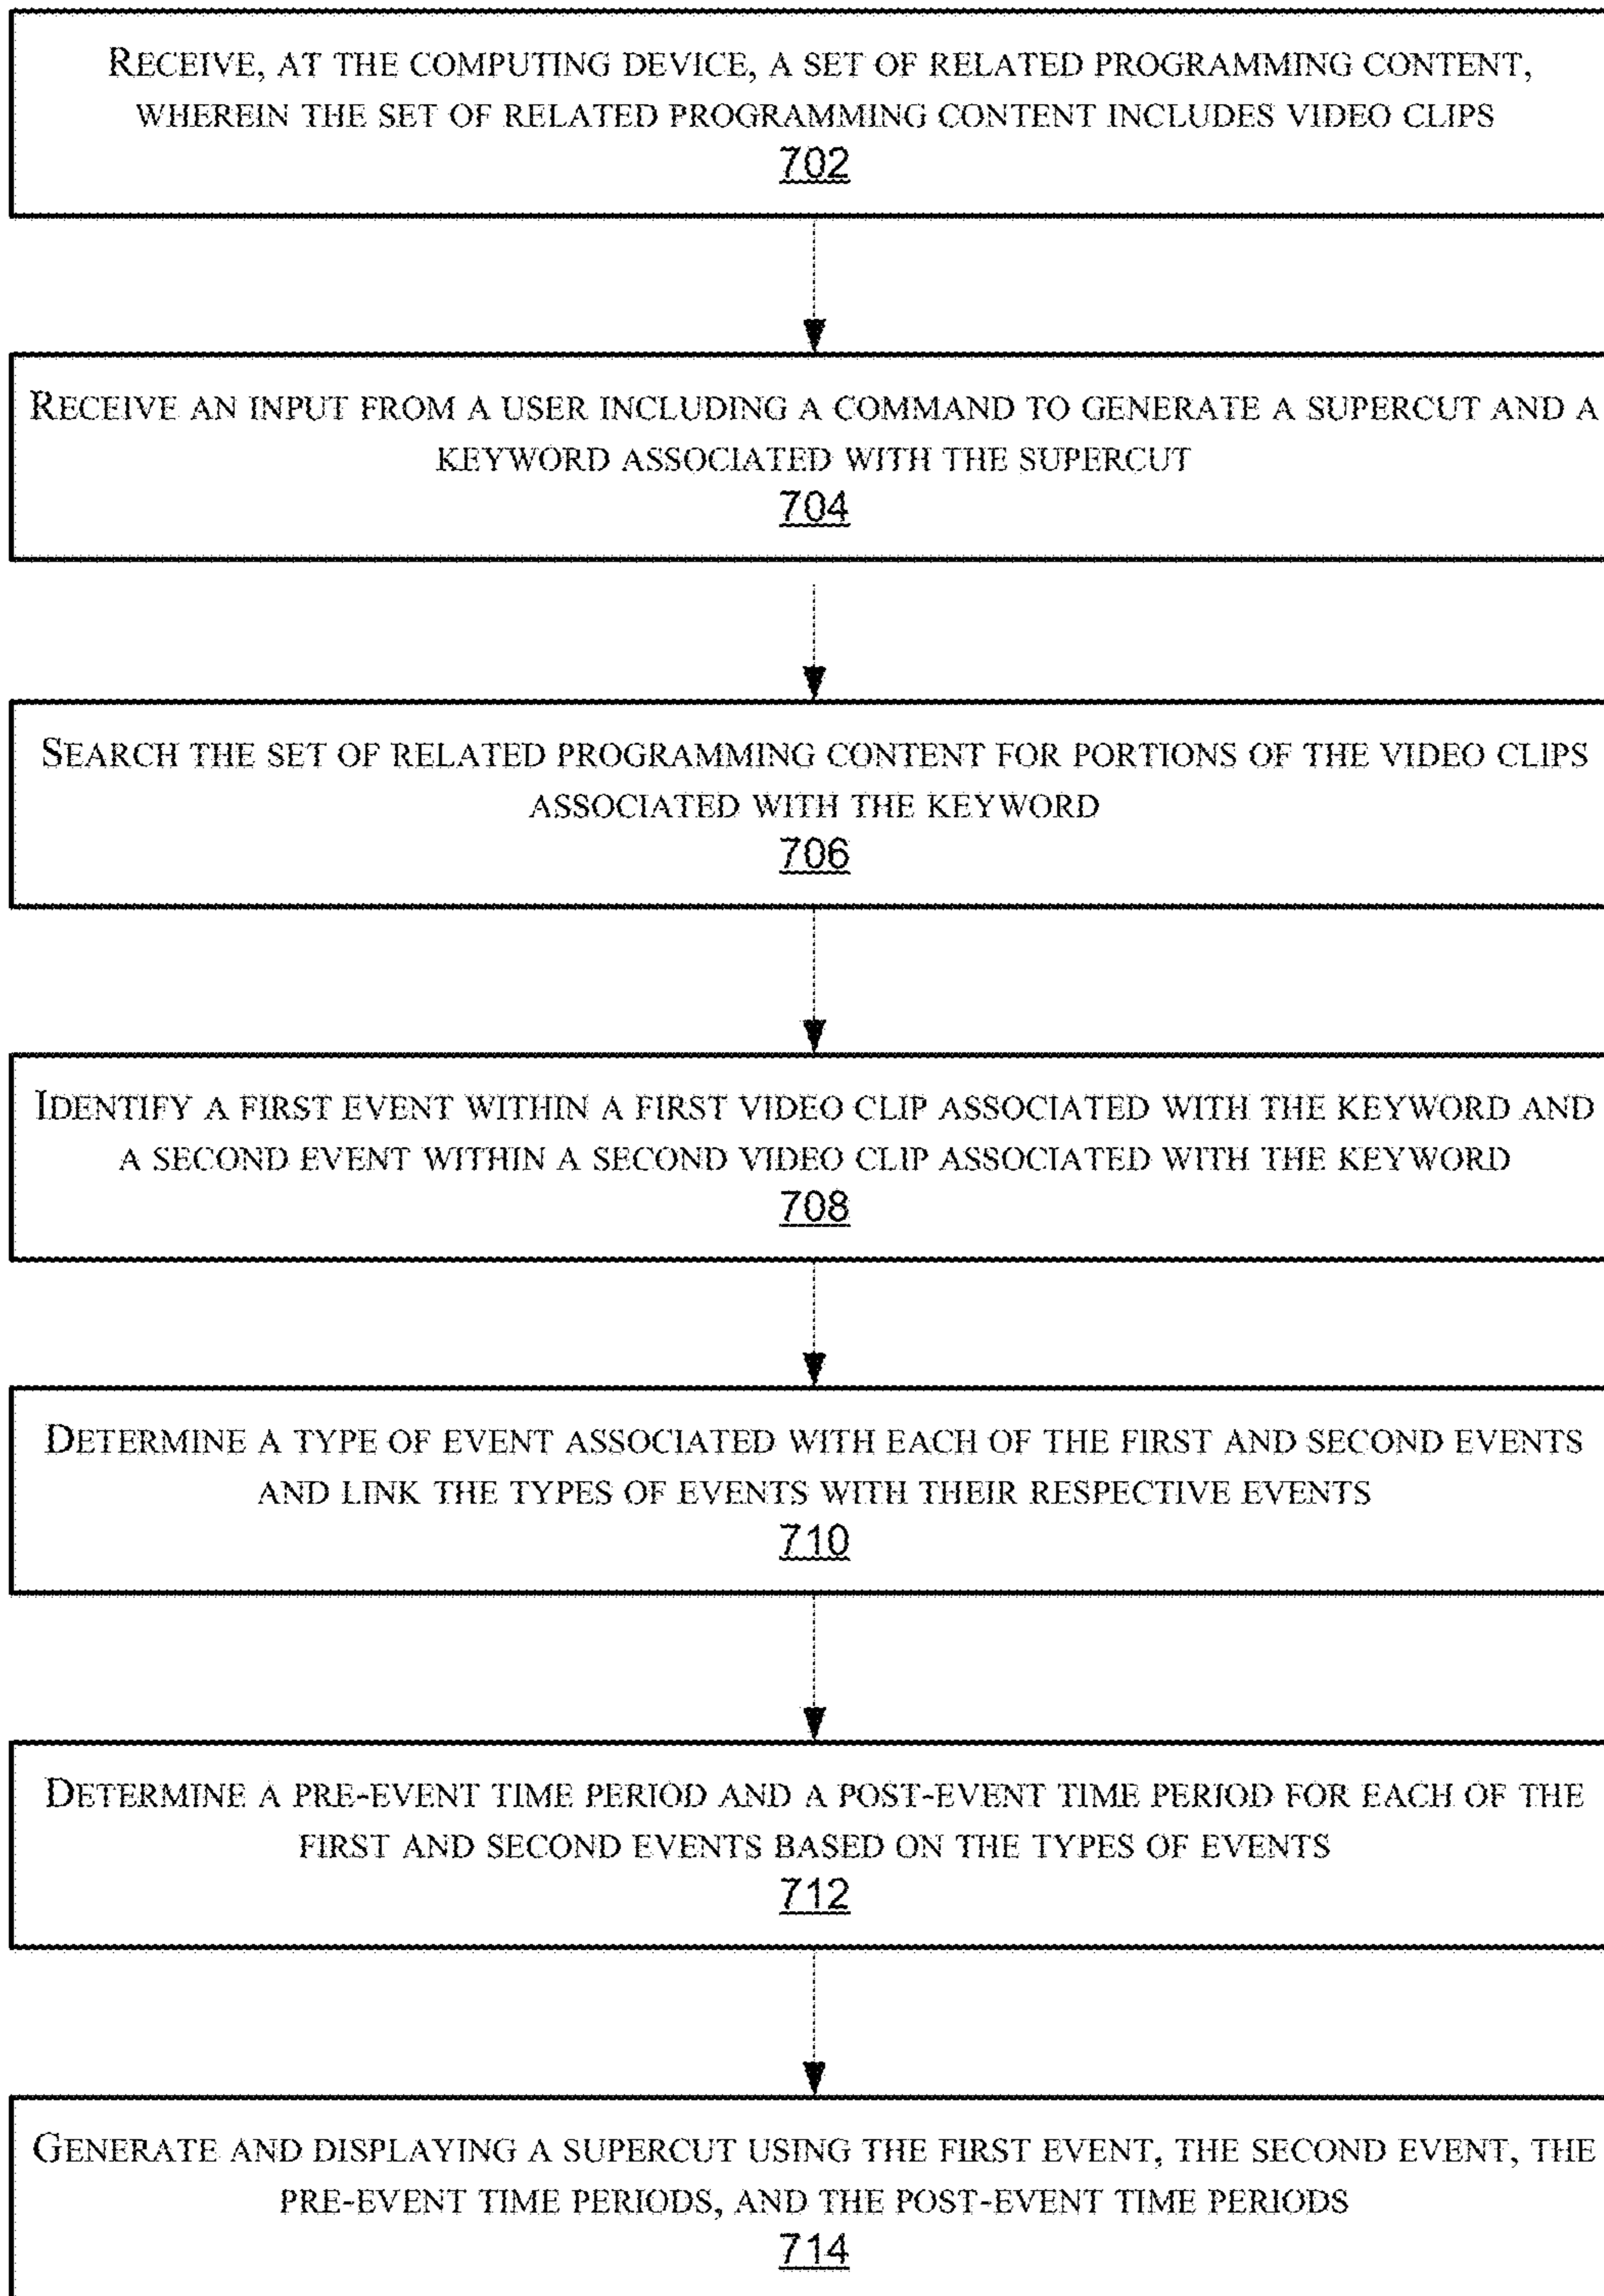 RECEIVE, AT THE COMPUTING DEVICE, A SET OF RELATED PROGRAMMING CONTENT,
WHEREIN THE SET OF RELATED PROGRAMMING CONTENT INCLUDES VIDEO CLIPS
702
RECEIVE AN INPUT FROM A USER INCLUDING A COMMAND TO GENERATE A SUPERCUT AND A
KEYWORD ASSOCIATED WITH THE SUPERCUT
704
SEARCH THE SET OF RELATED PROGRAMMING CONTENT FOR PORTIONS OF THE VIDEO CLIPS
ASSOCIATED WITH THE KEYWORD
706
IDENTIFY A FIRST EVENT WITHIN A FIRST VIDEO CLIP ASSOCIATED WITH THE KEYWORD AND
A SECOND EVENT WITHIN A SECOND VIDEO CLIP ASSOCIATED WITH THE KEYWORD
708
DETERMINE A TYPE OF EVENT ASSOCIATED WITH EACH OF THE FIRST AND SECOND EVENTS
AND LINK THE TYPES OF EVENTS WITH THEIR RESPECTIVE EVENTS
710
DETERMINE A PRE-EVENT TIME PERIOD AND A POST-EVENT TIME PERIOD FOR EACH OF THE
FIRST AND SECOND EVENTS BASED ON THE TYPES OF EVENTS
712
GENERATE AND DISPLAYING A SUPERCUT USING THE FIRST EVENT, THE SECOND EVENT, THE
PRE-EVENT TIME PERIODS, AND THE POST-EVENT TIME PERIODS
714